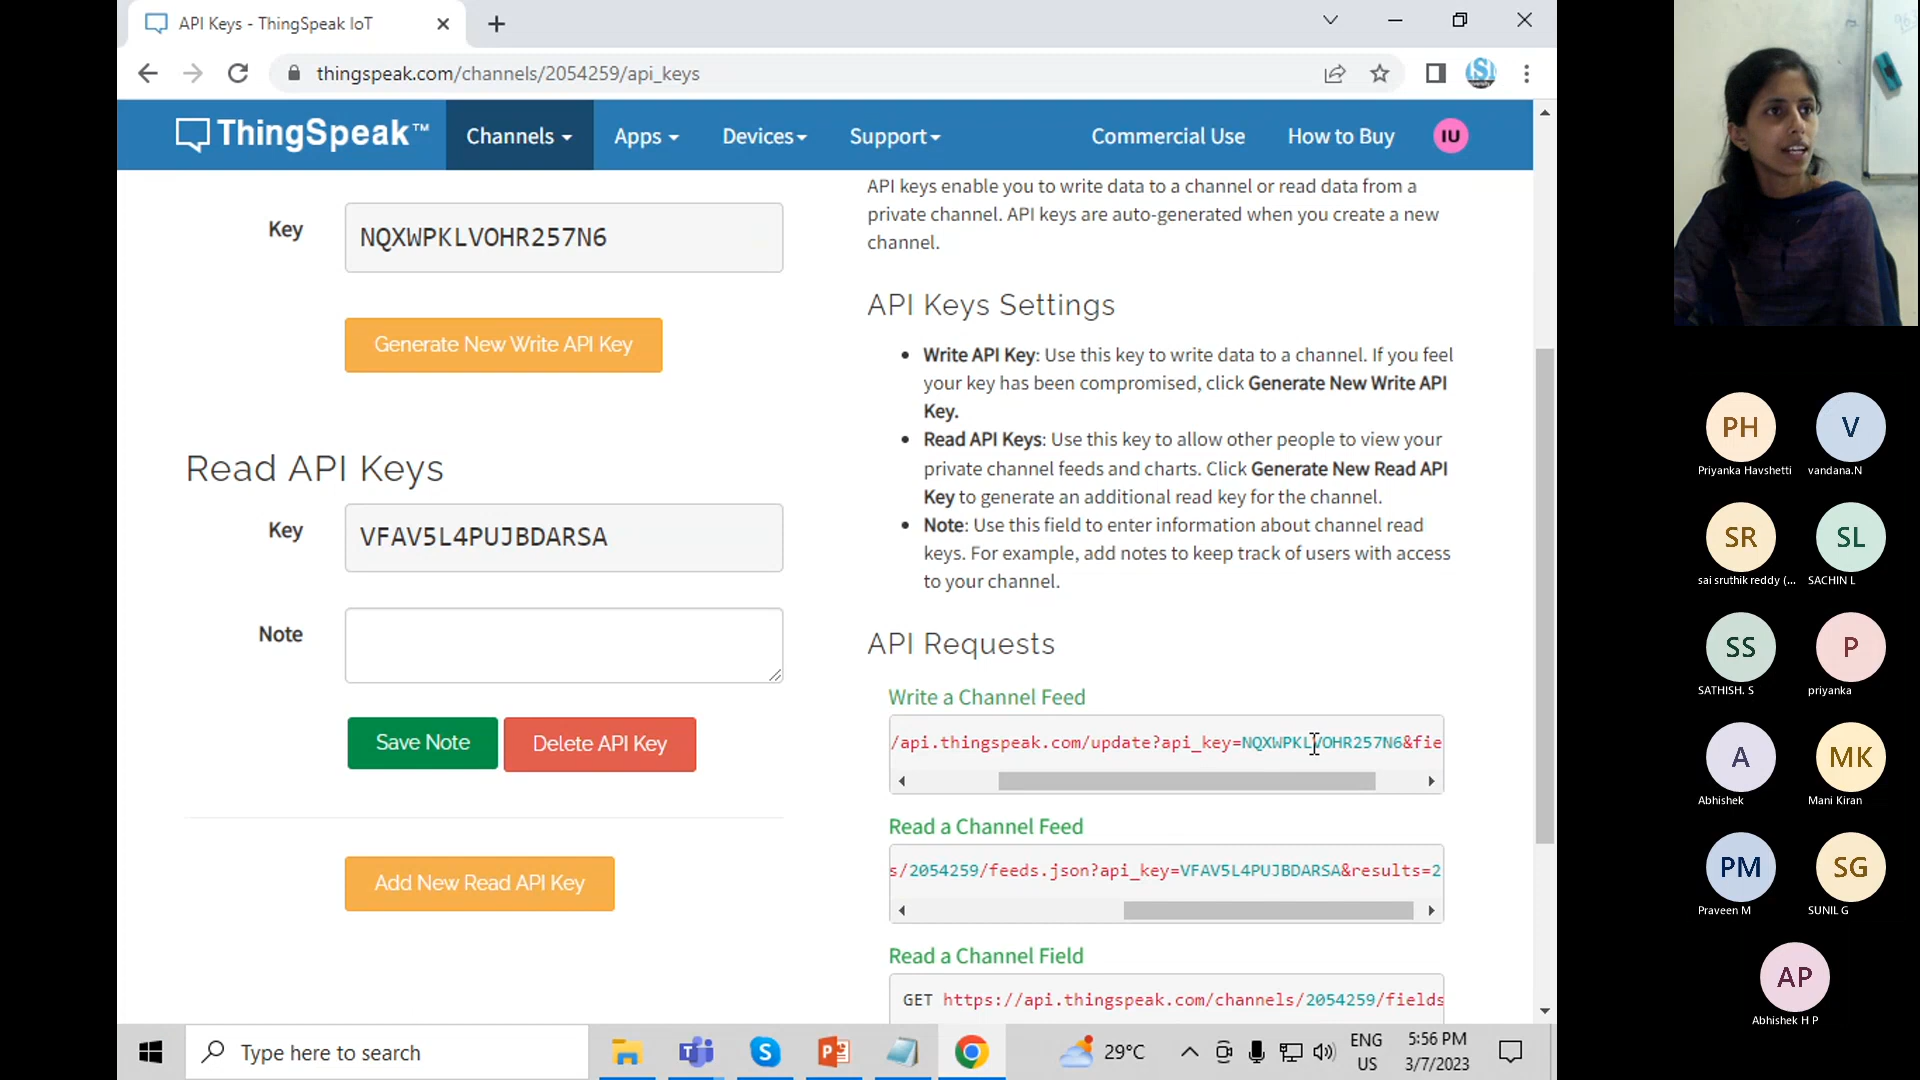 API Keys - ThingSpeak IoT
thingspeak.com/channels/2054259/api_keys
ThingSpeak™
Channels
Apps
Devices
Support
Commercial Use
How to Buy
IU
Key
NQXWPKLVOHR257N6
Generate New Write API Key
Read API Keys
Key
VFAV5L4PUJBDARSA
Note
Save Note
Delete API Key
Add New Read API Key
API keys enable you to write data to a channel or read data from a
private channel. API keys are auto-generated when you create a new
channel.
API Keys Settings
Write API Key: Use this key to write data to a channel. If you feel
your key has been compromised, click Generate New Write API
Key.
Read API Keys: Use this key to allow other people to view your
private channel feeds and charts. Click Generate New Read API
Key to generate an additional read key for the channel.
Note: Use this field to enter information about channel read
keys. For example, add notes to keep track of users with access
to your channel.
API Requests
Write a Channel Feed
/api.thingspeak.com/update?api_key=NQXWPKLVOHR257N6&fie
Read a Channel Feed
s/2054259/feeds.json?api_key=VFAV5L4PUJBDARSA&results=2
Read a Channel Field
GET https://api.thingspeak.com/channels/2054259/fields
Type here to search
29°C
ENG
US
5:56 PM
3/7/2023
PH
Priyanka Havshetti
V
vandana.N
SR
sai sruthik reddy (...
SL
SACHIN L
SS
SATHISH. S
P
priyanka
A
Abhishek
MK
Mani Kiran
PM
Praveen M
SG
SUNIL G
AP
Abhishek H P